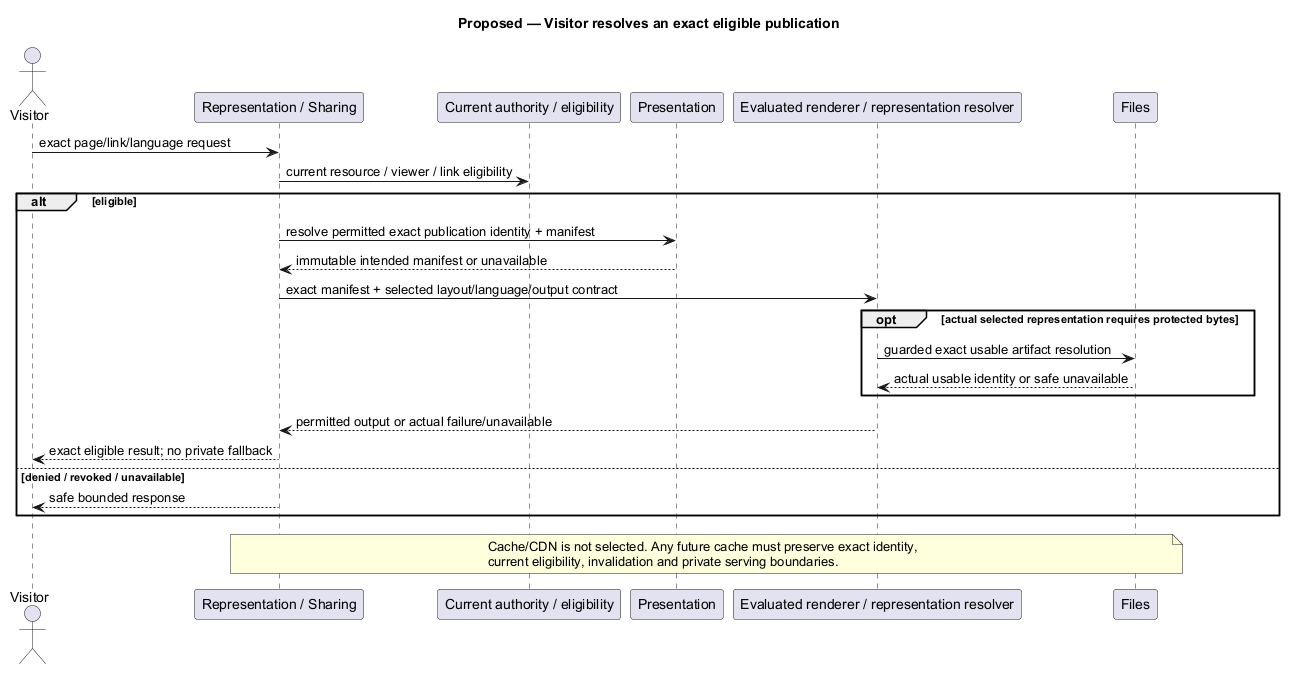 Proposed — Visitor resolves an exact eligible publication
Visitor
Representation / Sharing
Current authority / eligibility
Presentation
Evaluated renderer / representation resolver
Files
exact page/link/language request
current resource / viewer / link eligibility
alt
[eligible]
resolve permitted exact publication identity + manifest
immutable intended manifest or unavailable
exact manifest + selected layout/language/output contract
opt
[actual selected representation requires protected bytes]
guarded exact usable artifact resolution
actual usable identity or safe unavailable
permitted output or actual failure/unavailable
exact eligible result; no private fallback
[denied / revoked / unavailable]
safe bounded response
Cache/CDN is not selected. Any future cache must preserve exact identity,
current eligibility, invalidation and private serving boundaries.
Visitor
Representation / Sharing
Current authority / eligibility
Presentation
Evaluated renderer / representation resolver
Files